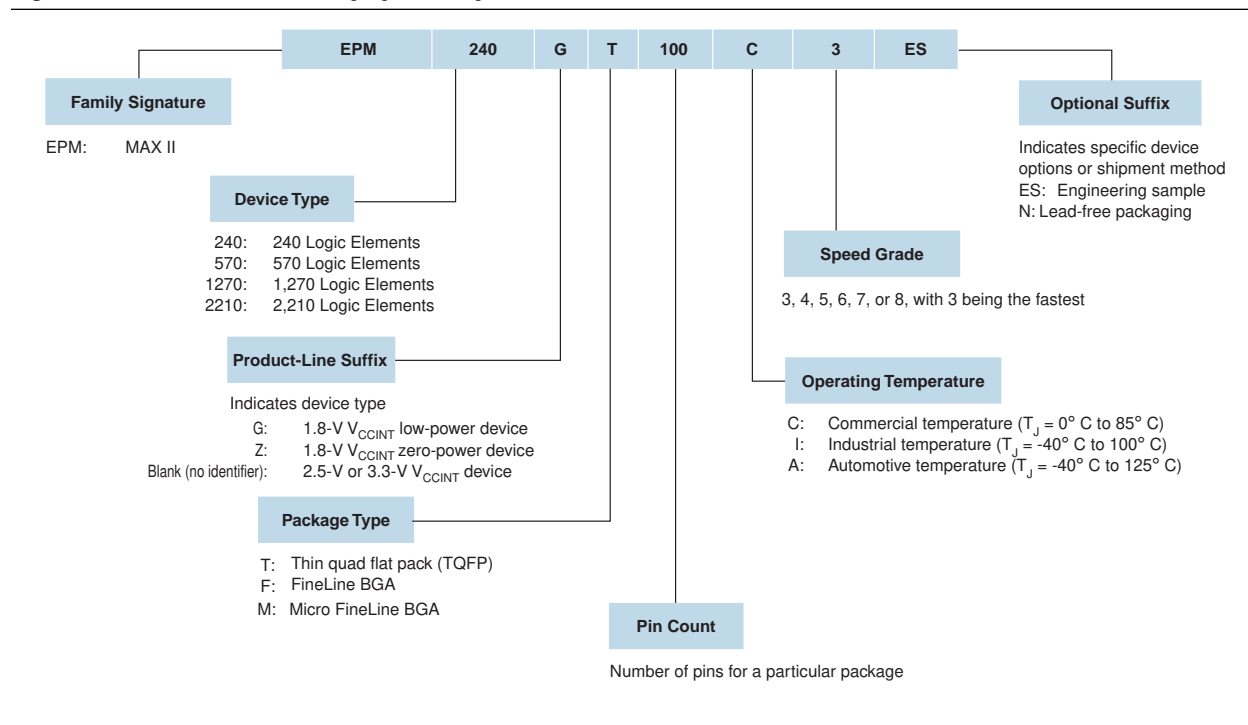 EPM 240 G T 100 C 3 ES
Family Signature
EPM: MAX II
Optional Suffix
Indicates specific device
options or shipment method
ES: Engineering sample
N: Lead-free packaging
Device Type
240: 240 Logic Elements
570: 570 Logic Elements
1270: 1,270 Logic Elements
2210: 2,210 Logic Elements
Speed Grade
3, 4, 5, 6, 7, or 8, with 3 being the fastest
Product-Line Suffix
Indicates device type
G: 1.8-V VCCINT low-power device
Z: 1.8-V VCCINT zero-power device
Blank (no identifier): 2.5-V or 3.3-V VCCINT device
Operating Temperature
C: Commercial temperature (TJ = 0° C to 85° C)
I: Industrial temperature (TJ = -40° C to 100° C)
A: Automotive temperature (TJ = -40° C to 125° C)
Package Type
T: Thin quad flat pack (TQFP)
F: FineLine BGA
M: Micro FineLine BGA
Pin Count
Number of pins for a particular package